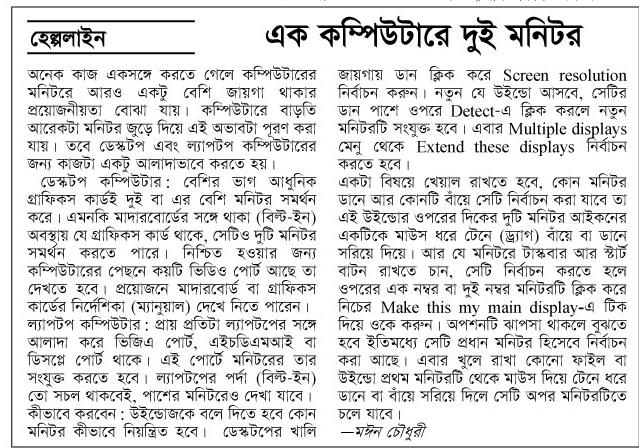 হেল্পলাইন
এক কম্পিউটারে দুই মনিটর
অনেক কাজ একসঙ্গে করতে গেলে কম্পিউটারের
মনিটরে আরও একটু বেশি জায়গা থাকার
প্রয়োজনীয়তা বোঝা যায়। কম্পিউটারে বাড়তি
আরেকটা মনিটর জুড়ে দিয়ে এই অভাবটা পূরণ করা
যায়। তবে ডেস্কটপ এবং ল্যাপটপ কম্পিউটারের
জন্য কাজটা একটু আলাদাভাবে করতে হয়।
ডেস্কটপ কম্পিউটার : বেশির ভাগ আধুনিক
গ্রাফিকস কার্ডই দুই বা এর বেশি মনিটর সমর্থন
করে। এমনকি মাদারবোর্ডের সঙ্গে থাকা (বিল্ট-ইন)
অবস্থায় যে গ্রাফিকস কার্ড থাকে, সেটিও দুটি মনিটর
সমর্থন করতে পারে। নিশ্চিত হওয়ার জন্য
কম্পিউটারের পেছনে কয়টি ভিডিও পোর্ট আছে তা
দেখতে হবে। প্রয়োজনে মাদারবোর্ড বা গ্রাফিকস
কার্ডের নির্দেশিকা (ম্যানুয়াল) দেখে নিতে পারেন।
ল্যাপটপ কম্পিউটার : প্রায় প্রতিটা ল্যাপটপের সঙ্গে
আলাদা করে ভিজিএ পোর্ট, এইচডিএমআই বা
ডিসপ্লে পোর্ট থাকে। এই পোর্টে মনিটরের তার
সংযুক্ত করতে হবে। ল্যাপটপের পর্দা (বিল্ট-ইন)
তো সচল থাকবেই, পাশের মনিটরেও দেখা যাবে।
কীভাবে করবেন : উইন্ডোজকে বলে দিতে হবে কোন
মনিটর কীভাবে নিয়ন্ত্রিত হবে। ডেস্কটপের খালি
জায়গায় ডান ক্লিক করে Screen resolution
নির্বাচন করুন। নতুন যে উইন্ডো আসবে, সেটির
ডান পাশে ওপরে Detect-এ ক্লিক করলে নতুন
মনিটরটি সংযুক্ত হবে। এবার Multiple displays
মেনু থেকে Extend these displays নির্বাচন
করতে হবে।
একটা বিষয়ে খেয়াল রাখতে হবে, কোন মনিটর
ডানে আর কোনটি বাঁয়ে সেটি নির্বাচন করা যাবে তা
এই উইন্ডোর ওপরের দিকের দুটি মনিটর আইকনের
একটিকে মাউস ধরে টেনে (ড্র্যাগ) বাঁয়ে বা ডানে
সরিয়ে দিয়ে। আর যে মনিটরে টাস্কবার আর স্টার্ট
বাটন রাখতে চান, সেটি নির্বাচন করতে হলে
ওপরের এক নম্বর বা দুই নম্বর মনিটরটি ক্লিক করে
নিচের Make this my main display-এ টিক
দিয়ে ওকে করুন। অপশনটি ঝাপসা থাকলে বুঝতে
হবে ইতিমধ্যে সেটি প্রধান মনিটর হিসেবে নির্বাচন
করা আছে। এবার খুলে রাখা কোনো ফাইল বা
উইন্ডো প্রথম মনিটরটি থেকে মাউস দিয়ে টেনে ধরে
ডানে বা বাঁয়ে সরিয়ে দিলে সেটি অপর মনিটরটিতে
চলে যাবে।
—মঈন চৌধুরী